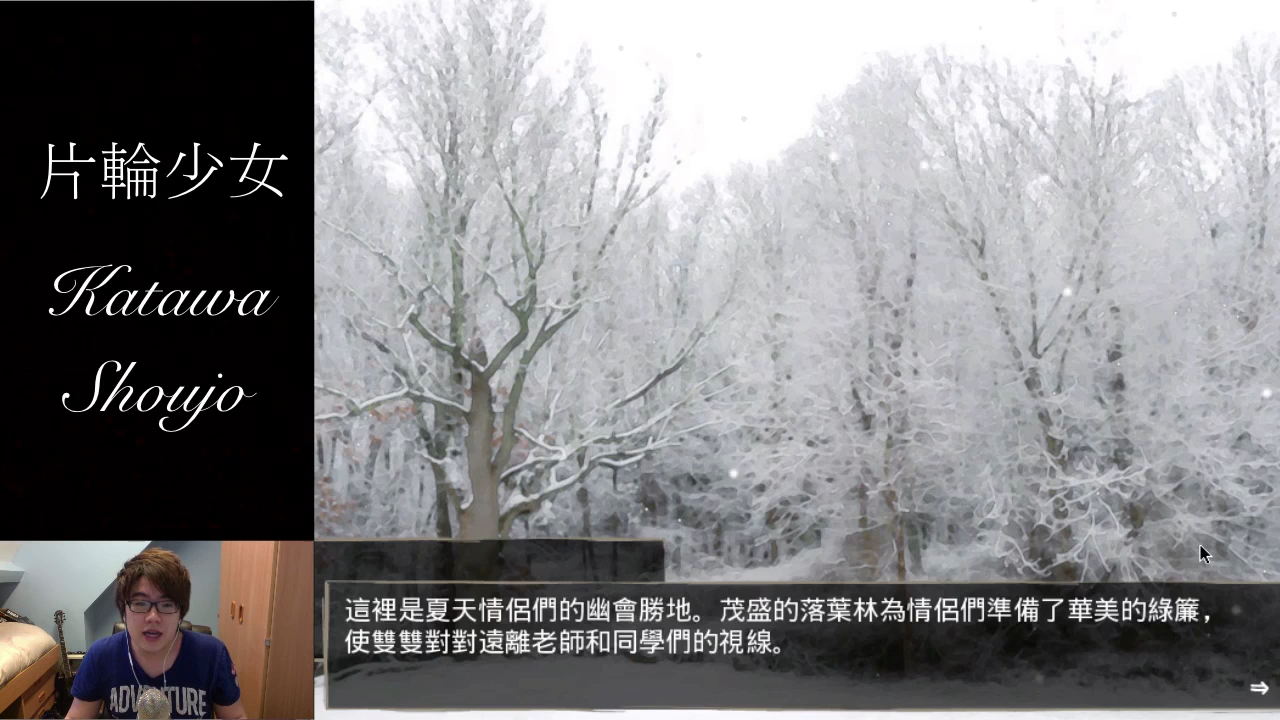 片輪少女
Katawa
Shoujo
這裡是夏天情侶們的幽會勝地。茂盛的落葉林為情侶們準備了華美的綠簾，
使雙雙對對遠離老師和同學們的視線。
ADVENTURE